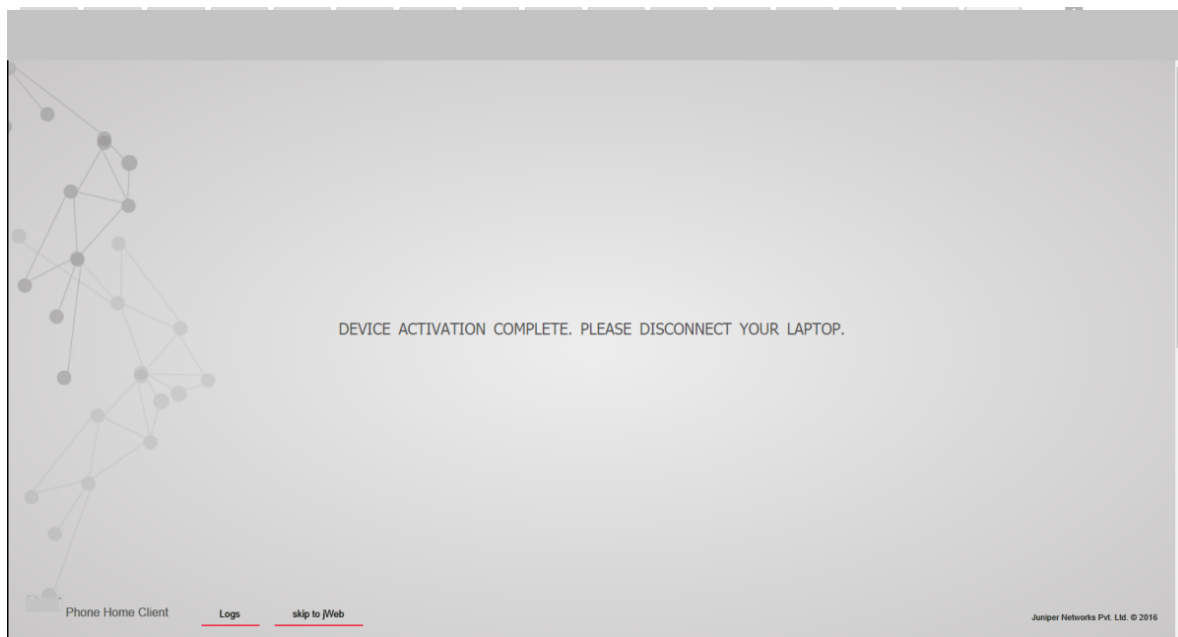 DEVICE ACTIVATION COMPLETE. PLEASE DISCONNECT YOUR LAPTOP.
Phone Home Client Logs skip to jWeb Juniper Networks Pvt. Ltd. © 2016